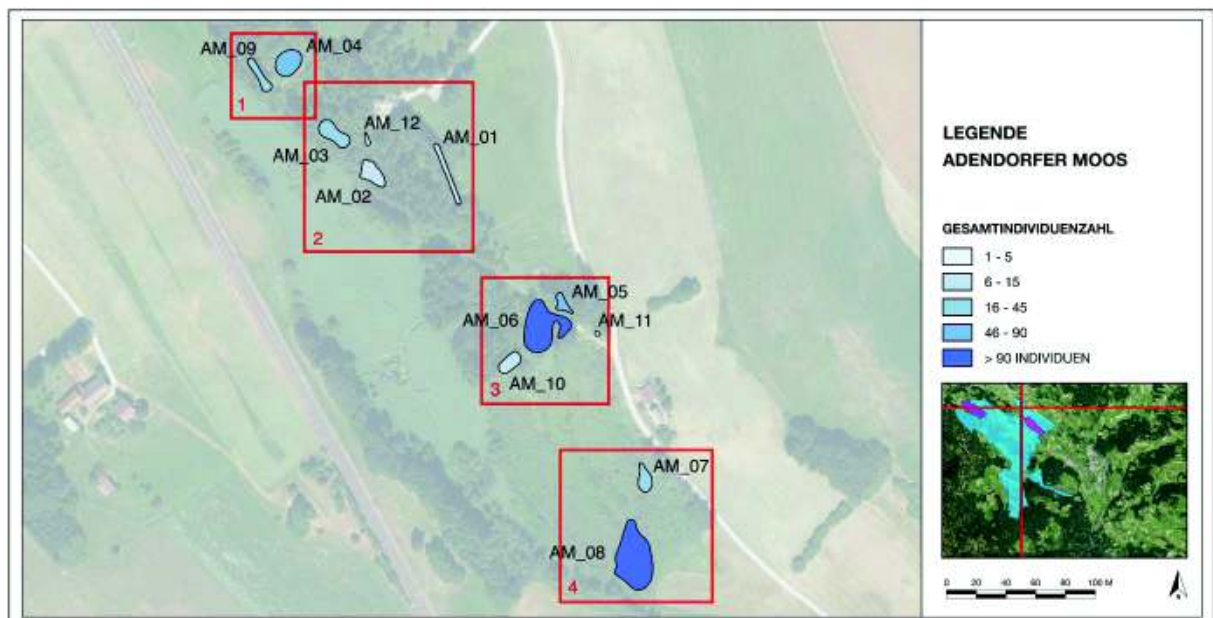 AM_09
AM_04
1
AM_12
AM_01
AM_03
AM_02
2
AM_05
AM_06
AM_11
AM_10
3
AM_07
AM_08
4
LEGENDE
ADENDORFER MOOS
GESAMTINDIVIDUENZAHL
1 - 5
6 - 15
16 - 45
46 - 90
> 90 INDIVIDUEN
0 20 40 60 80 100 M